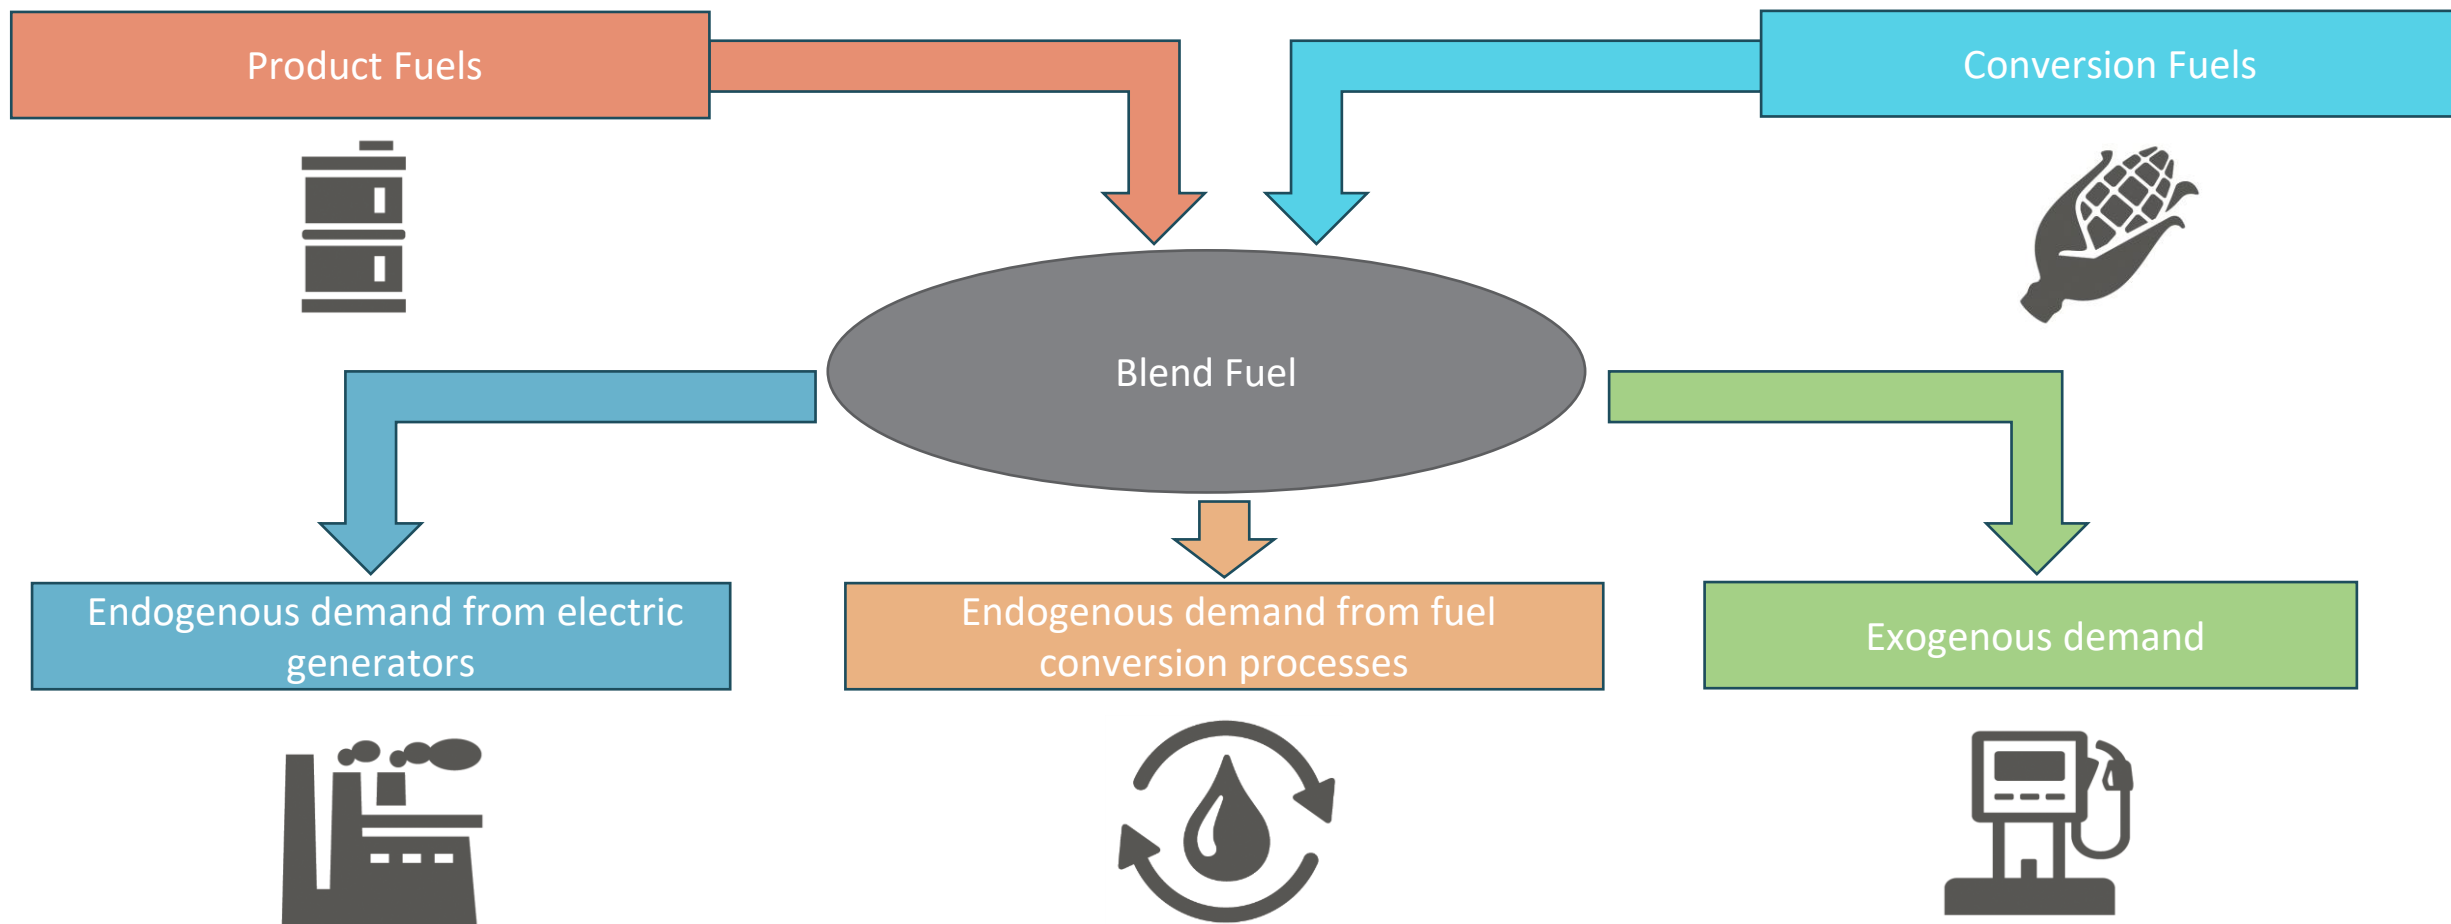 Product Fuels
Conversion Fuels
Blend Fuel
Endogenous demand from electric
generators
Endogenous demand from fuel
conversion processes
Exogenous demand